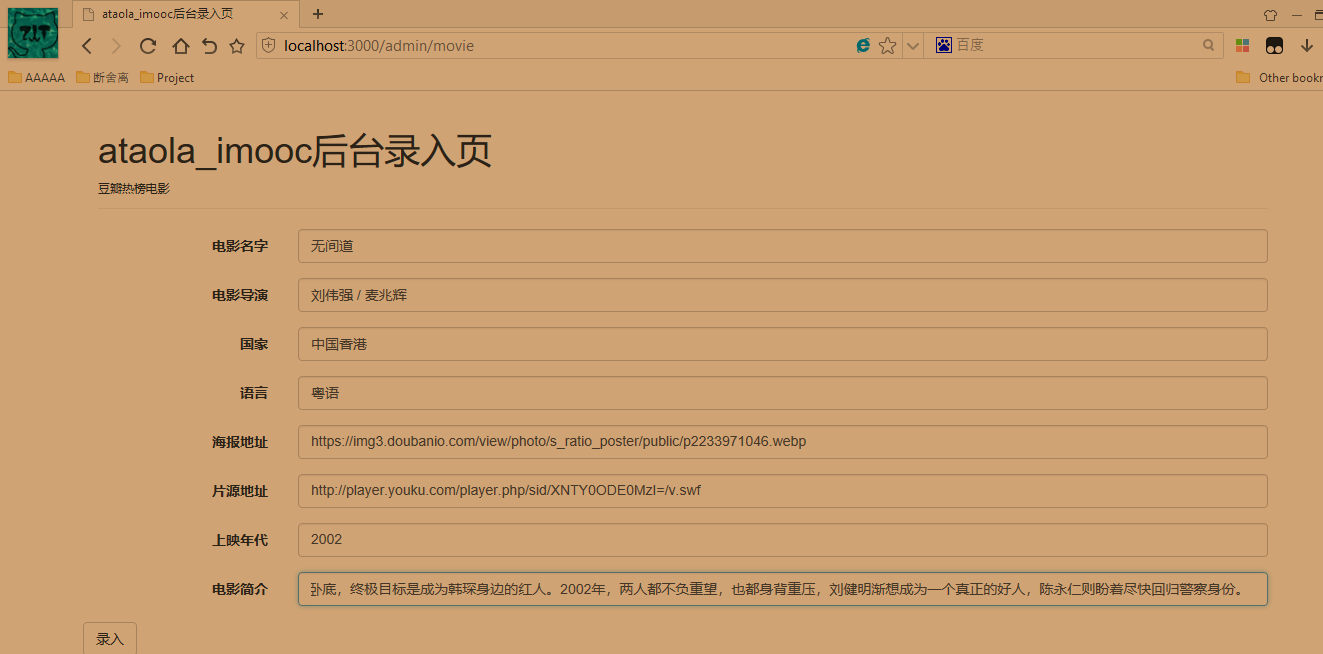 ataola_imooc后台录入页
localhost:3000/admin/movie
百度
AAAAA 断舍离 Project
Other bookr
ataola_imooc后台录入页
豆瓣热榜电影
电影名字 无间道
电影导演 刘伟强 / 麦兆辉
国家 中国香港
语言 粤语
海报地址 https://img3.doubanio.com/view/photo/s_ratio_poster/public/p2233971046.webp
片源地址 http://player.youku.com/player.php/sid/XNTY0ODE0MzI=/v.swf
上映年代 2002
电影简介 卧底，终极目标是成为韩琛身边的红人。2002年，两人都不负重望，也都身背重压，刘健明渐想成为一个真正的好人，陈永仁则盼着尽快回归警察身份。
录入